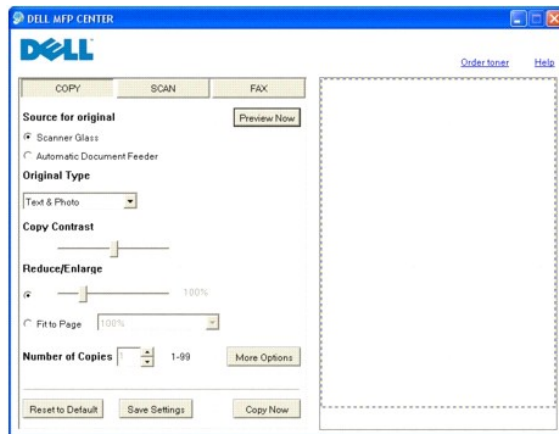 DELL MFP CENTER
DELL
Order toner Help
COPY SCAN FAX
Source for original Preview Now
Scanner Glass
Automatic Document Feeder
Original Type
Text & Photo
Copy Contrast
Reduce/Enlarge
100%
Fit to Page 100%
Number of Copies 1 1-99 More Options
Reset to Default Save Settings Copy Now